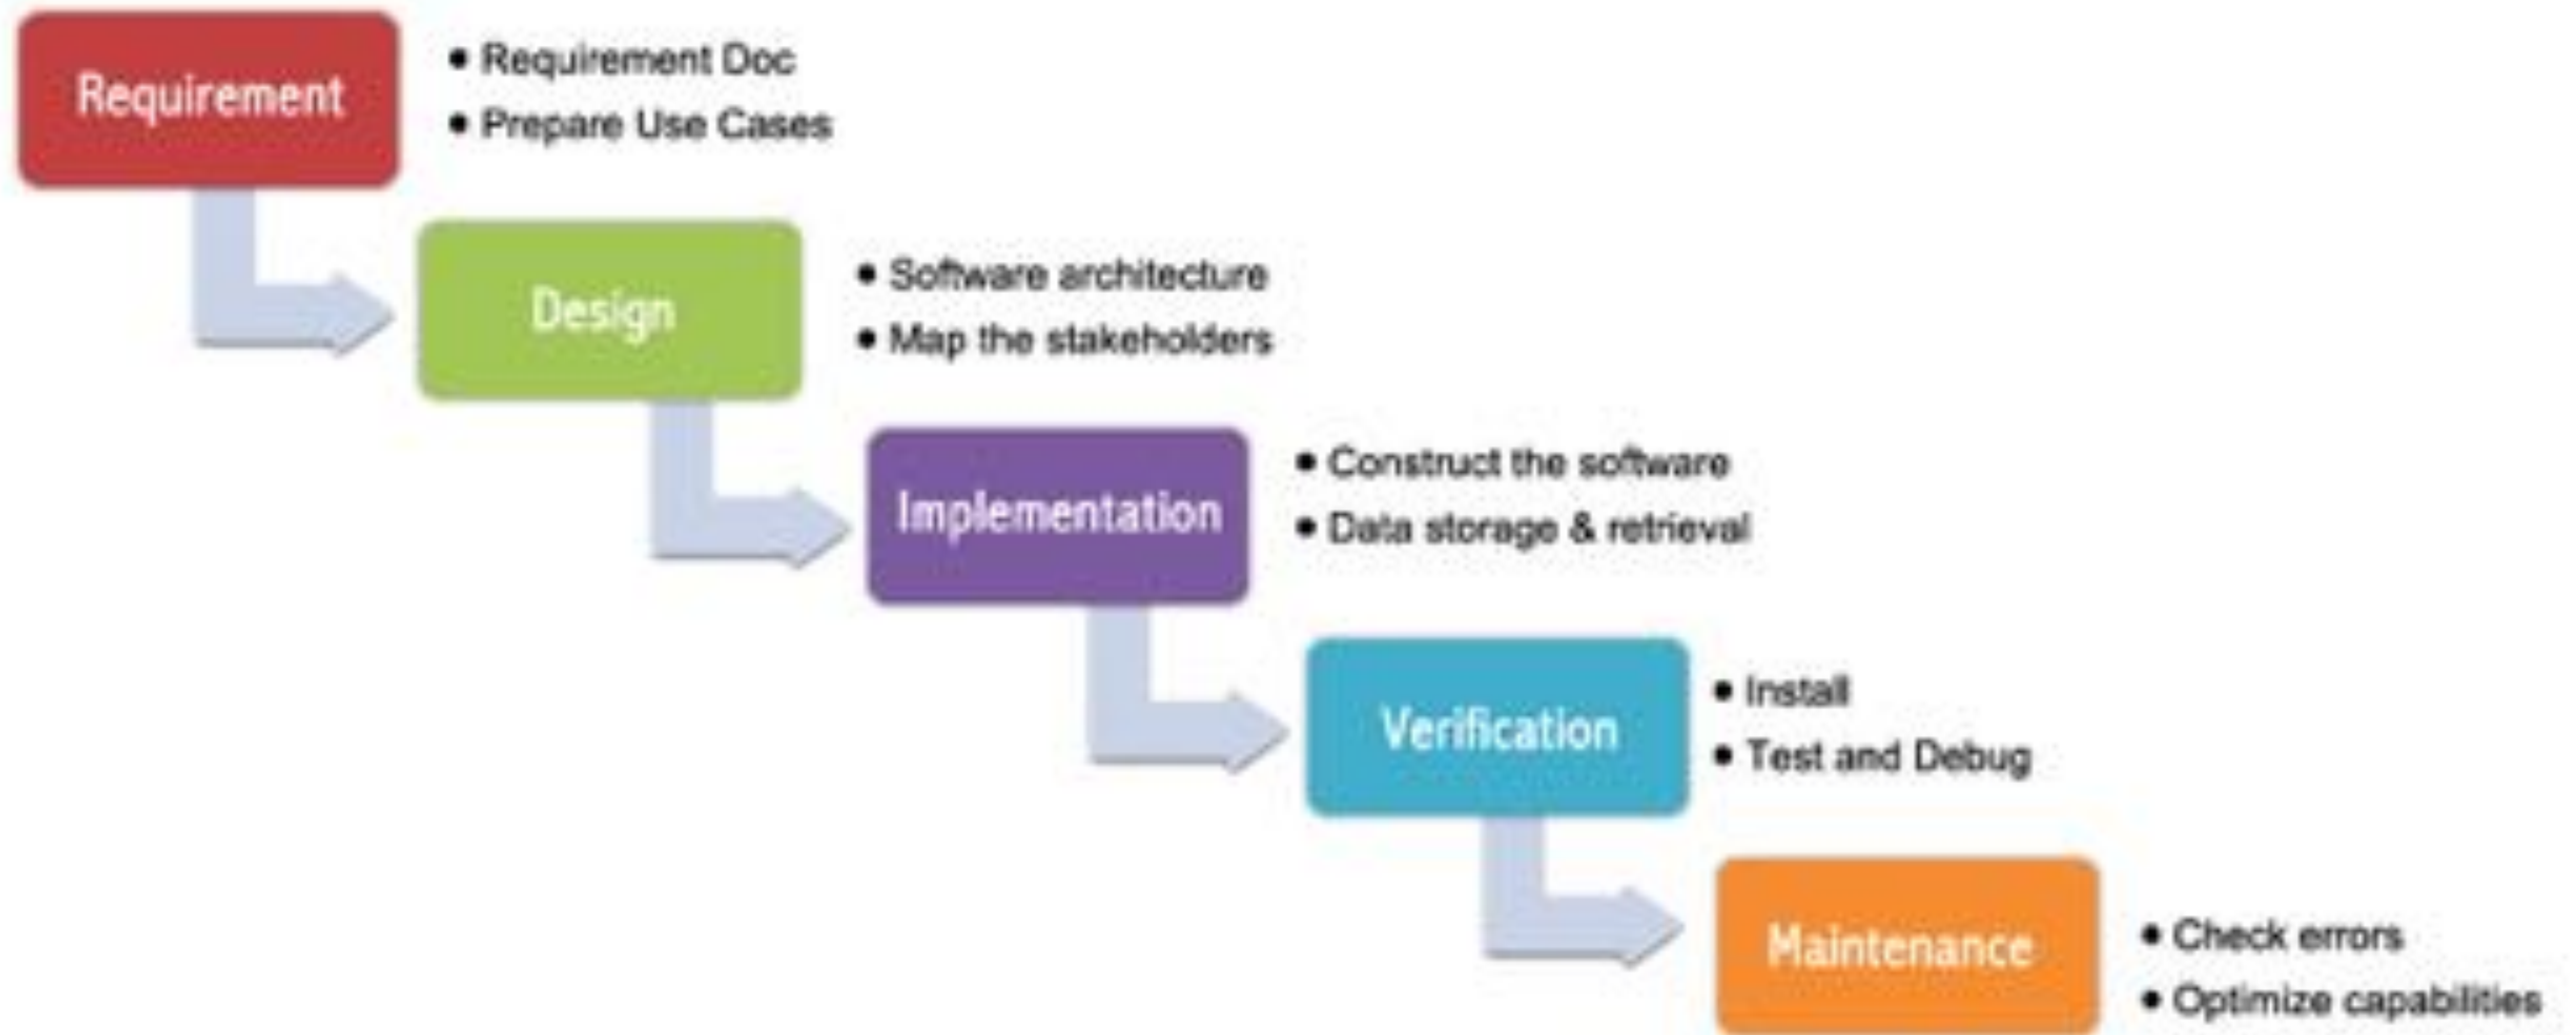 Requirement
• Requirement Doc
• Prepare Use Cases
Design
• Software architecture
• Map the stakeholders
Implementation
• Construct the software
• Data storage & retrieval
Verification
• Install
• Test and Debug
Maintenance
• Check errors
• Optimize capabilities